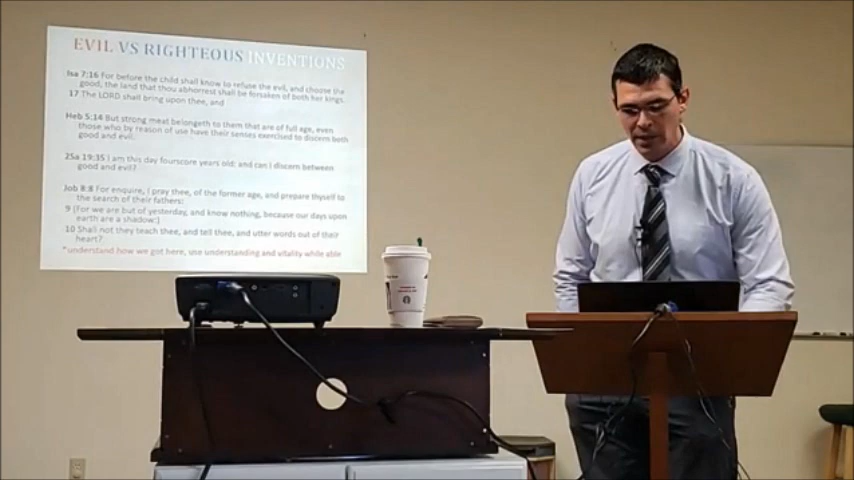 EVIL VS RIGHTEOUS INVENTIONS
Isa 7:16 For before the child shall know to refuse the evil, and choose the
good, the land that thou abhorrest shall be forsaken of both her kings.
17 The LORD shall bring upon thee, and
Heb 5:14 But strong meat belongeth to them that are of full age, even
those who by reason of use have their senses exercised to discern both
good and evil.
2Sa 19:35 I am this day fourscore years old: and can I discern between
good and evil?
Job 8:8 For enquire, I pray thee, of the former age, and prepare thyself to
the search of their fathers:
9 (For we are but of yesterday, and know nothing, because our days upon
earth are a shadow:)
10 Shall not they teach thee, and tell thee, and utter words out of their
heart?
*understand how we got here, use understanding and vitality while able